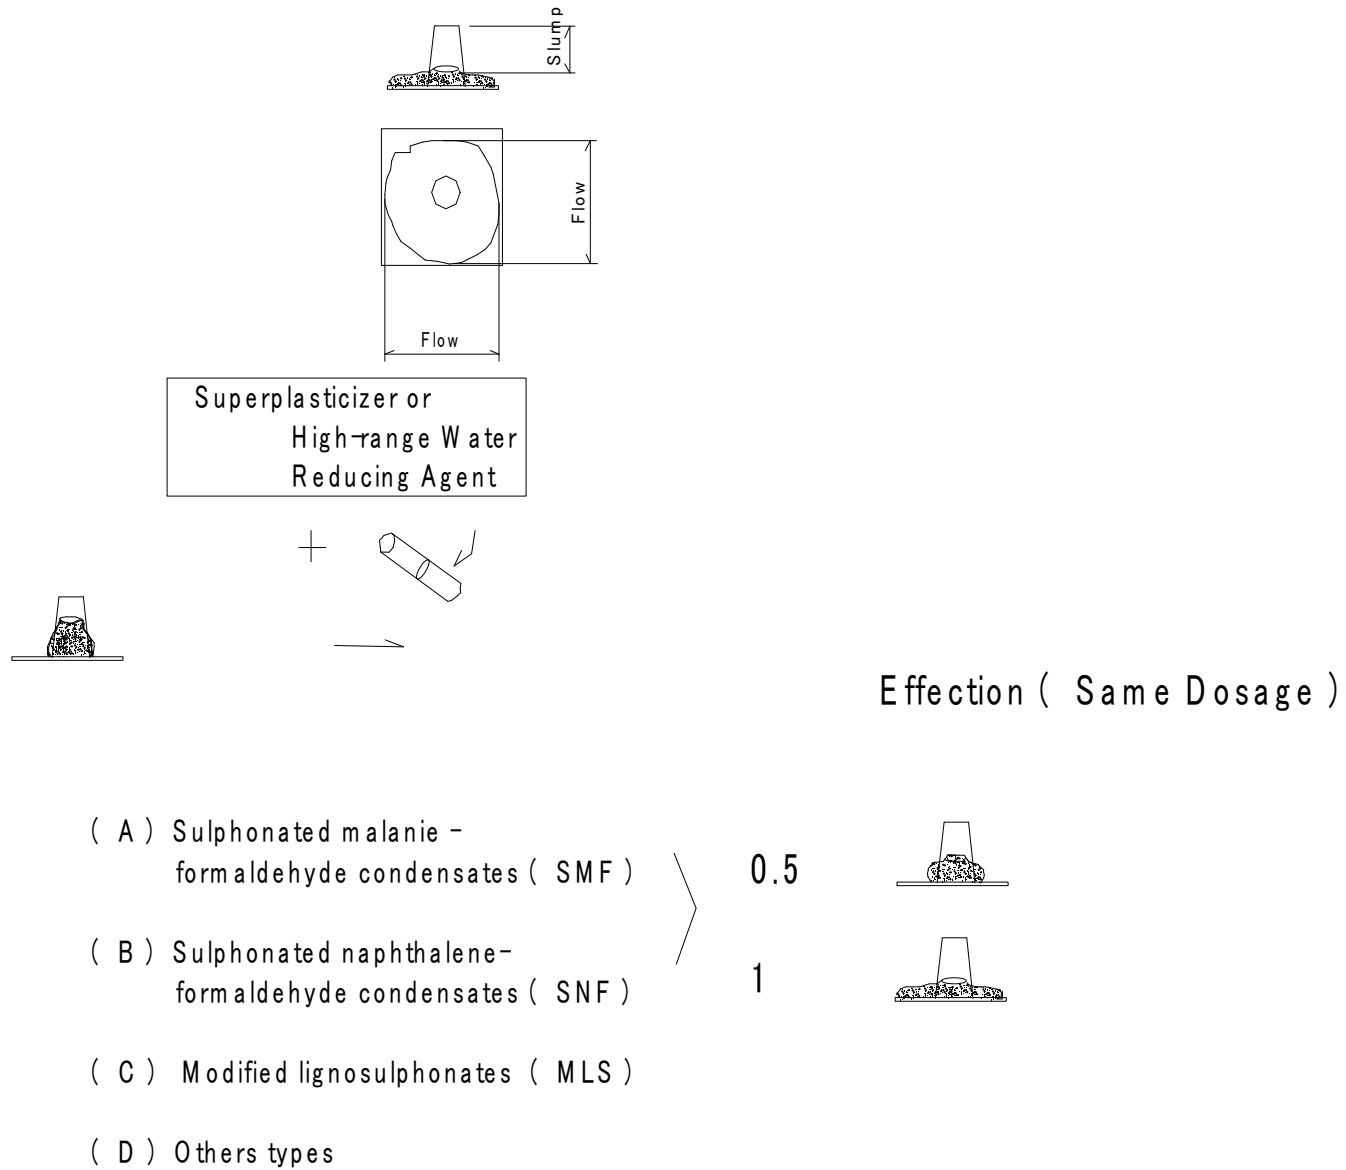 Slump
Flow
Flow
Superplasticizer or
High-range Water
Reducing Agent
+
Effection ( Same Dosage )
( A ) Sulphonated malanie -
formaldehyde condensates ( SMF )
0.5
( B ) Sulphonated naphthalene-
formaldehyde condensates ( SNF )
1
( C ) Modified lignosulphonates ( MLS )
( D ) Others types